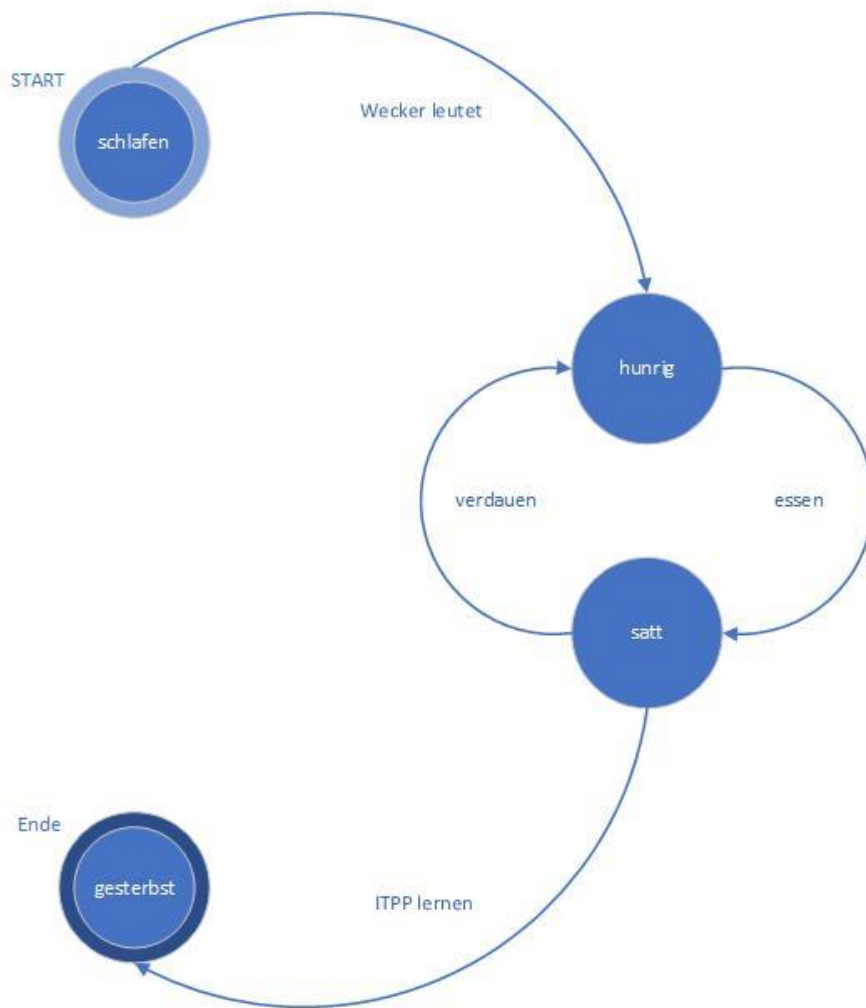 START
schlafen
Wecker leutet
hunrig
verdauen
essen
satt
Ende
gesterbst
ITPP lernen